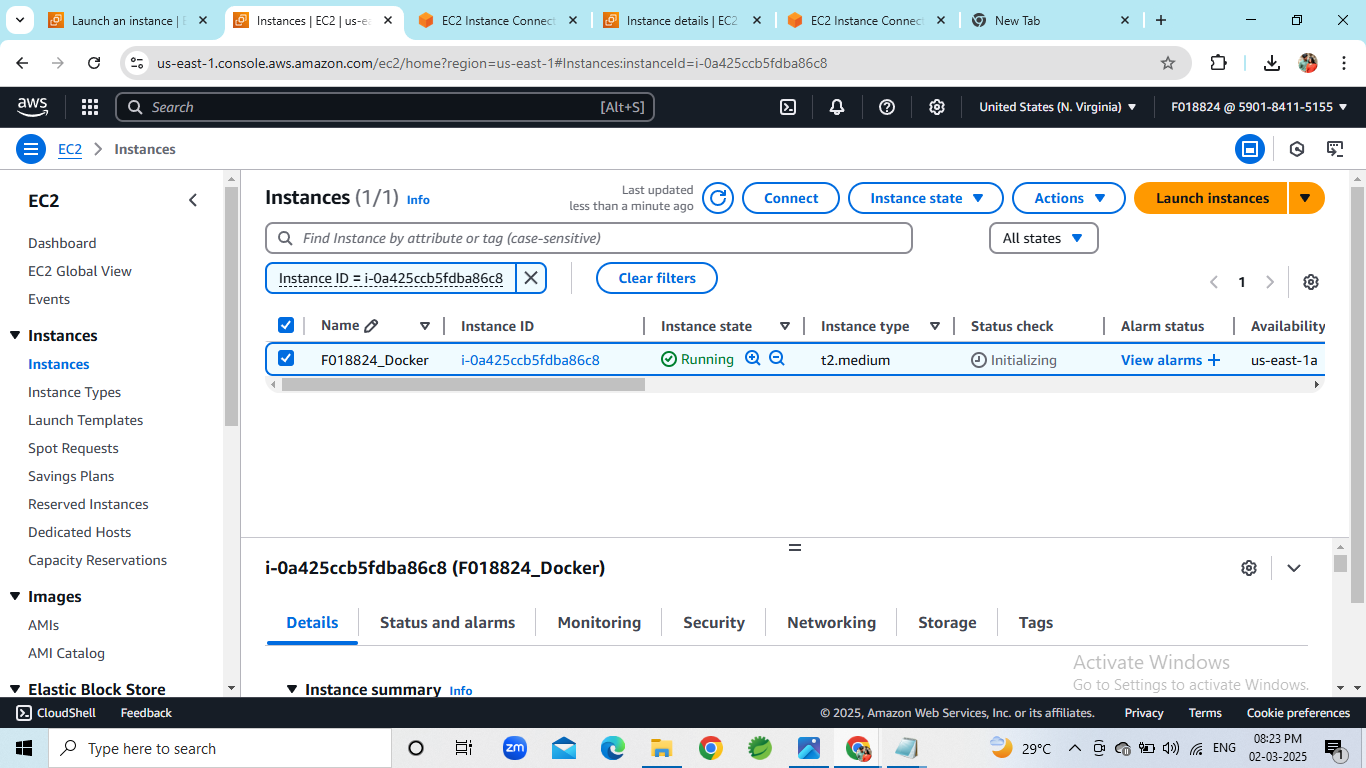 Launch an instance | E
Instances | EC2 | us-ea
EC2 Instance Connect
Instance details | EC2
EC2 Instance Connect
New Tab
us-east-1.console.aws.amazon.com/ec2/home?region=us-east-1#Instances:instanceId=i-0a425ccb5fdba86c8
aws
Search
[Alt+S]
United States (N. Virginia)
F018824 @ 5901-8411-5155
EC2
Instances
EC2
Dashboard
EC2 Global View
Events
Instances
Instances
Instance Types
Launch Templates
Spot Requests
Savings Plans
Reserved Instances
Dedicated Hosts
Capacity Reservations
Images
AMIs
AMI Catalog
Elastic Block Store
Instances (1/1) Info
Last updated
less than a minute ago
Connect
Instance state
Actions
Launch instances
Find Instance by attribute or tag (case-sensitive)
All states
Instance ID = i-0a425ccb5fdba86c8
Clear filters
1
Name
Instance ID
Instance state
Instance type
Status check
Alarm status
Availability
F018824_Docker
i-0a425ccb5fdba86c8
Running
t2.medium
Initializing
View alarms +
us-east-1a
i-0a425ccb5fdba86c8 (F018824_Docker)
Details
Status and alarms
Monitoring
Security
Networking
Storage
Tags
Instance summary Info
Activate Windows
Go to Settings to activate Windows.
CloudShell
Feedback
© 2025, Amazon Web Services, Inc. or its affiliates.
Privacy
Terms
Cookie preferences
Type here to search
zm
29°C
ENG
08:23 PM
02-03-2025
1